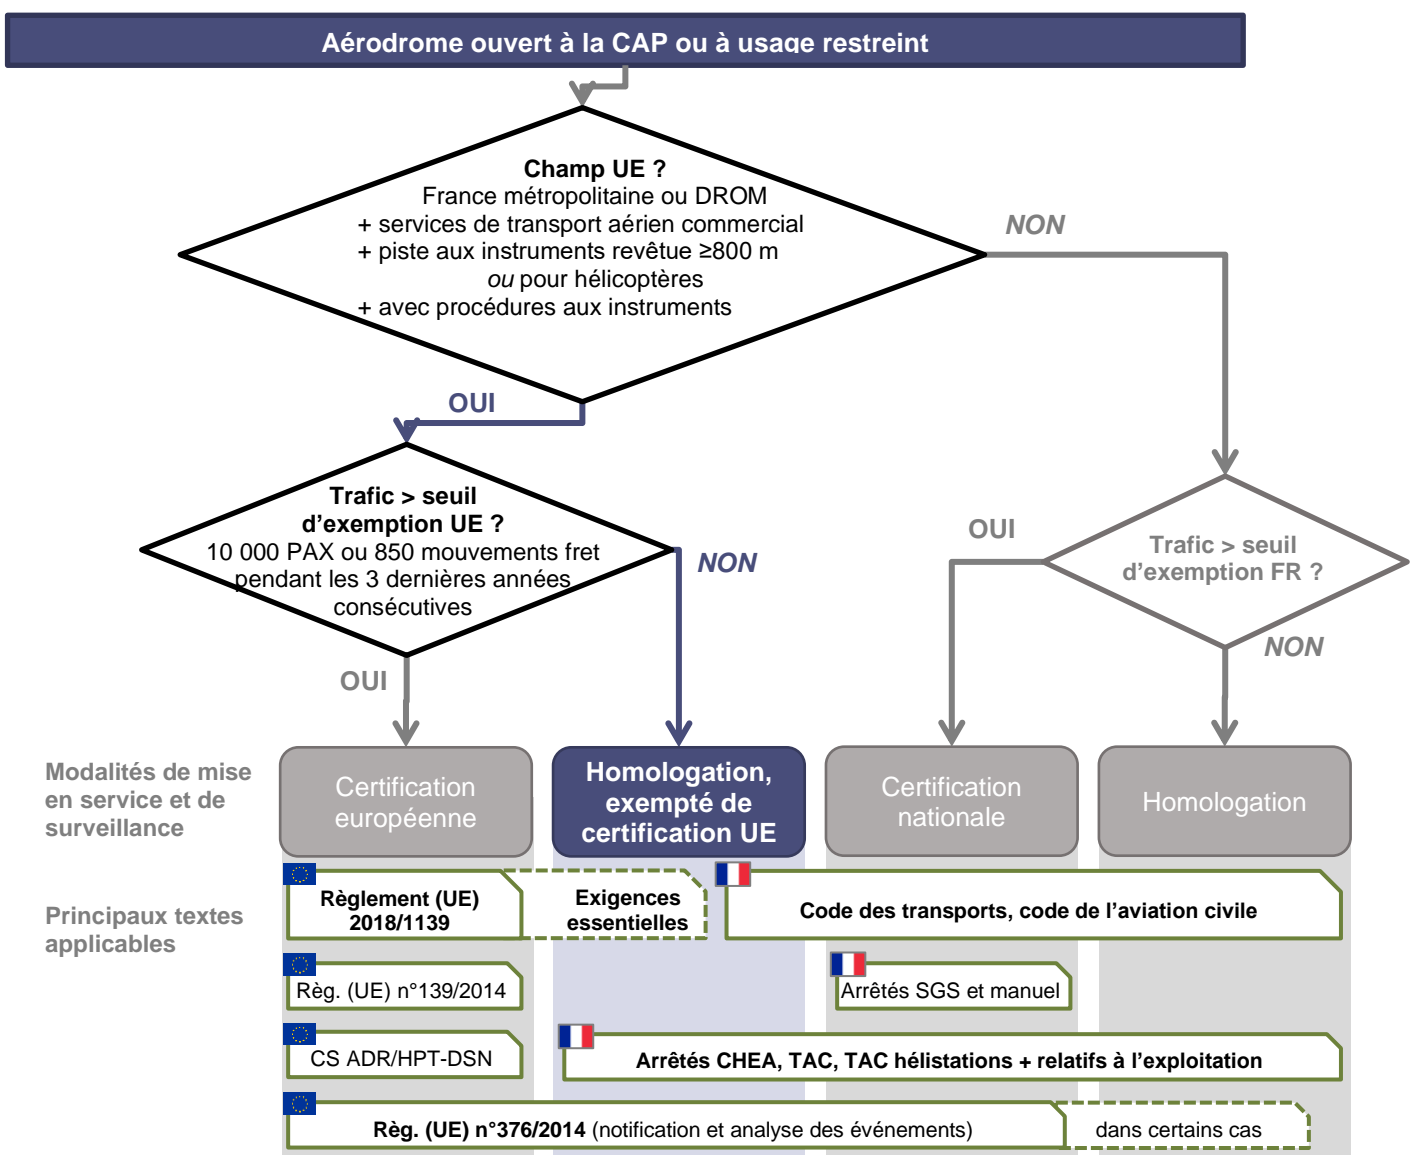 Aérodrome ouvert à la CAP ou à usage restreint
Champ UE ?
France métropolitaine ou DROM
+ services de transport aérien commercial
+ piste aux instruments revêtue ≥800 m
ou pour hélicoptères
+ avec procédures aux instruments
NON
OUI
Trafic > seuil
d’exemption UE ?
10 000 PAX ou 850 mouvements fret
pendant les 3 dernières années
consécutives
NON
OUI
OUI
Trafic > seuil
d’exemption FR ?
NON
Modalités de mise
en service et de
surveillance
Certification
européenne
Homologation,
exempté de
certification UE
Certification
nationale
Homologation
Principaux textes
applicables
Règlement (UE)
2018/1139
Exigences
essentielles
Code des transports, code de l’aviation civile
Règ. (UE) n°139/2014
Arrêtés SGS et manuel
CS ADR/HPT-DSN
Arrêtés CHEA, TAC, TAC hélistations + relatifs à l’exploitation
Règ. (UE) n°376/2014 (notification et analyse des événements)
dans certains cas